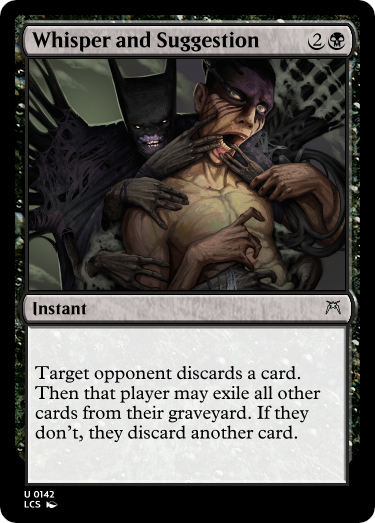 Whisper and Suggestion 2
Instant
Target opponent discards a card.
Then that player may exile all other
cards from their graveyard. If they
don't, they discard another card.
U 0142
LCS